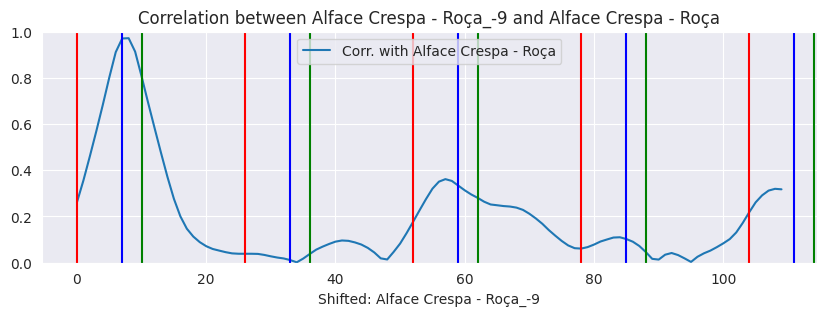 Correlation between Alface Crespa - Roça_-9 and Alface Crespa - Roça
Corr. with Alface Crespa - Roça
1.0
0.8
0.6
0.4
0.2
0.0
0 20 40 60 80 100
Shifted: Alface Crespa - Roça_-9